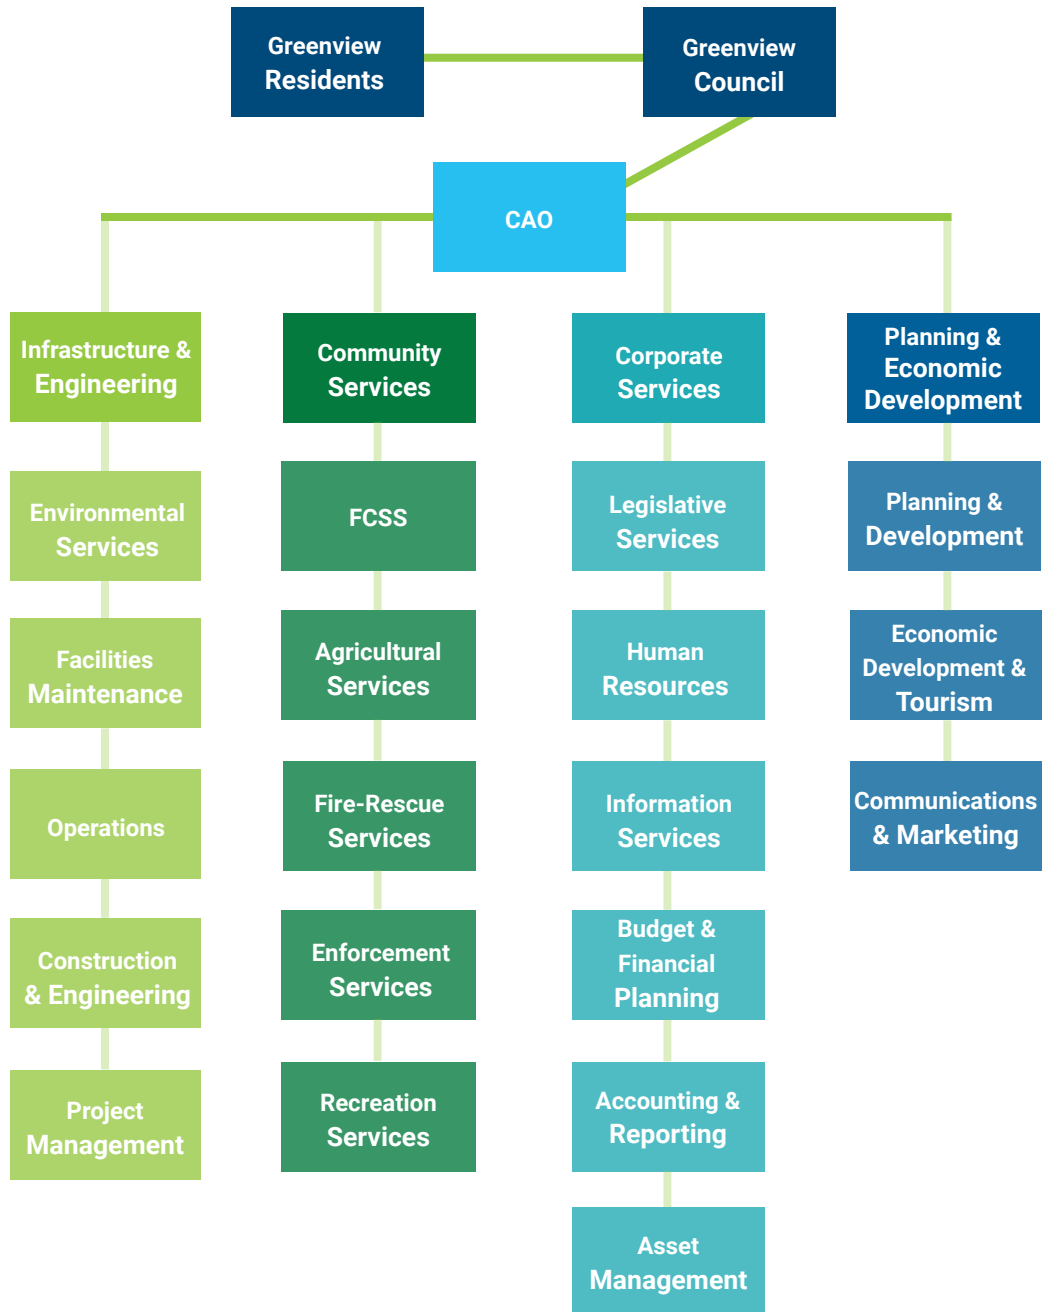 Greenview
Residents
Greenview
Council
CAO
Infrastructure &
Engineering
Environmental
Services
Facilities
Maintenance
Operations
Construction
& Engineering
Project
Management
Community
Services
FCSS
Agricultural
Services
Fire-Rescue
Services
Enforcement
Services
Recreation
Services
Corporate
Services
Legislative
Services
Human
Resources
Information
Services
Budget &
Financial
Planning
Accounting &
Reporting
Asset
Management
Planning &
Economic
Development
Planning &
Development
Economic
Development &
Tourism
Communications
& Marketing